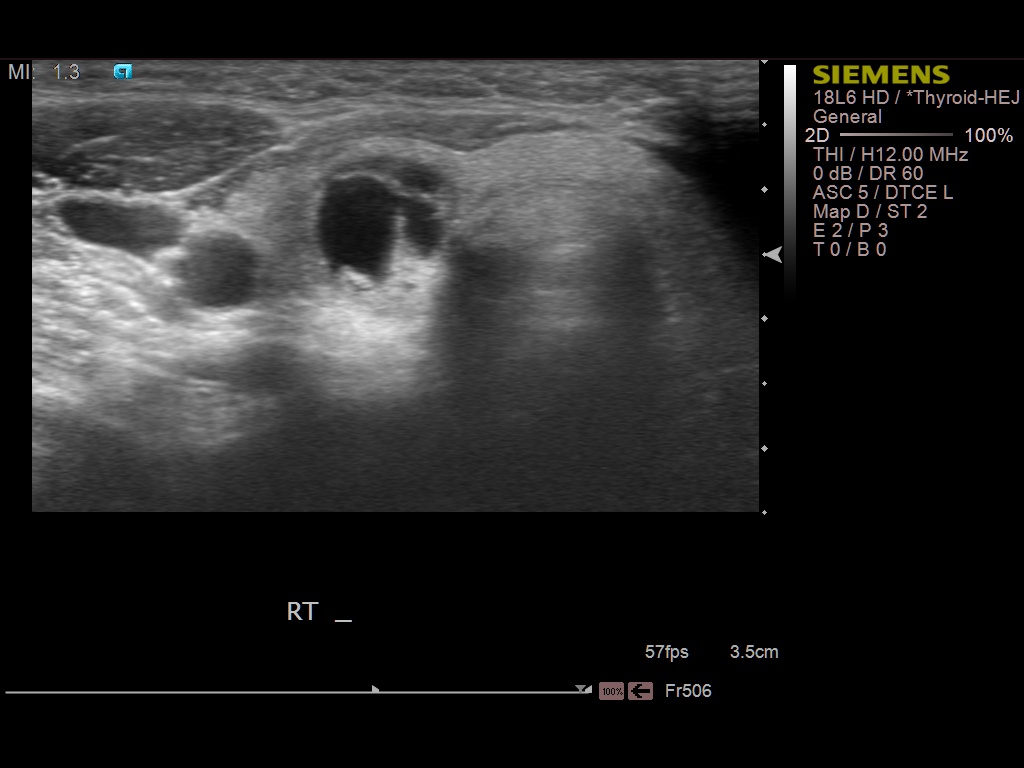 MI: 1.3
SIEMENS
18L6 HD / *Thyroid-HEJ
General
2D 100%
THI / H12.00 MHz
0 dB / DR 60
ASC 5 / DTCE L
Map D / ST 2
E 2 / P 3
T 0 / B 0
RT _
57fps 3.5cm
100% Fr506